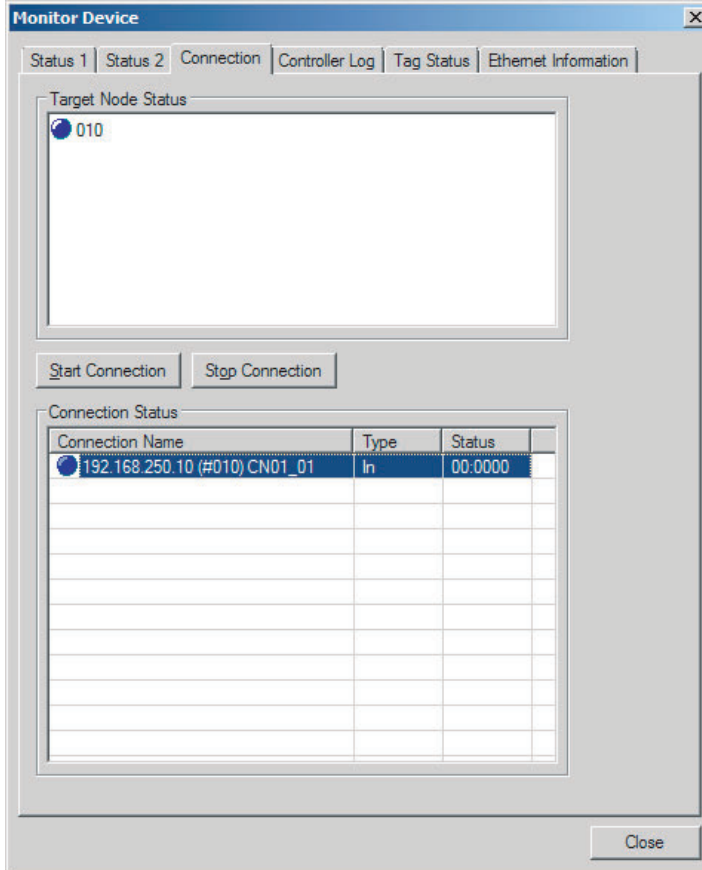 Monitor Device
Status 1 Status 2 Connection Controller Log Tag Status Ethernet Information
Target Node Status
010
Start Connection Stop Connection
Connection Status
Connection Name Type Status
192.168.250.10 (#010) CN01_01 In 00:0000
Close